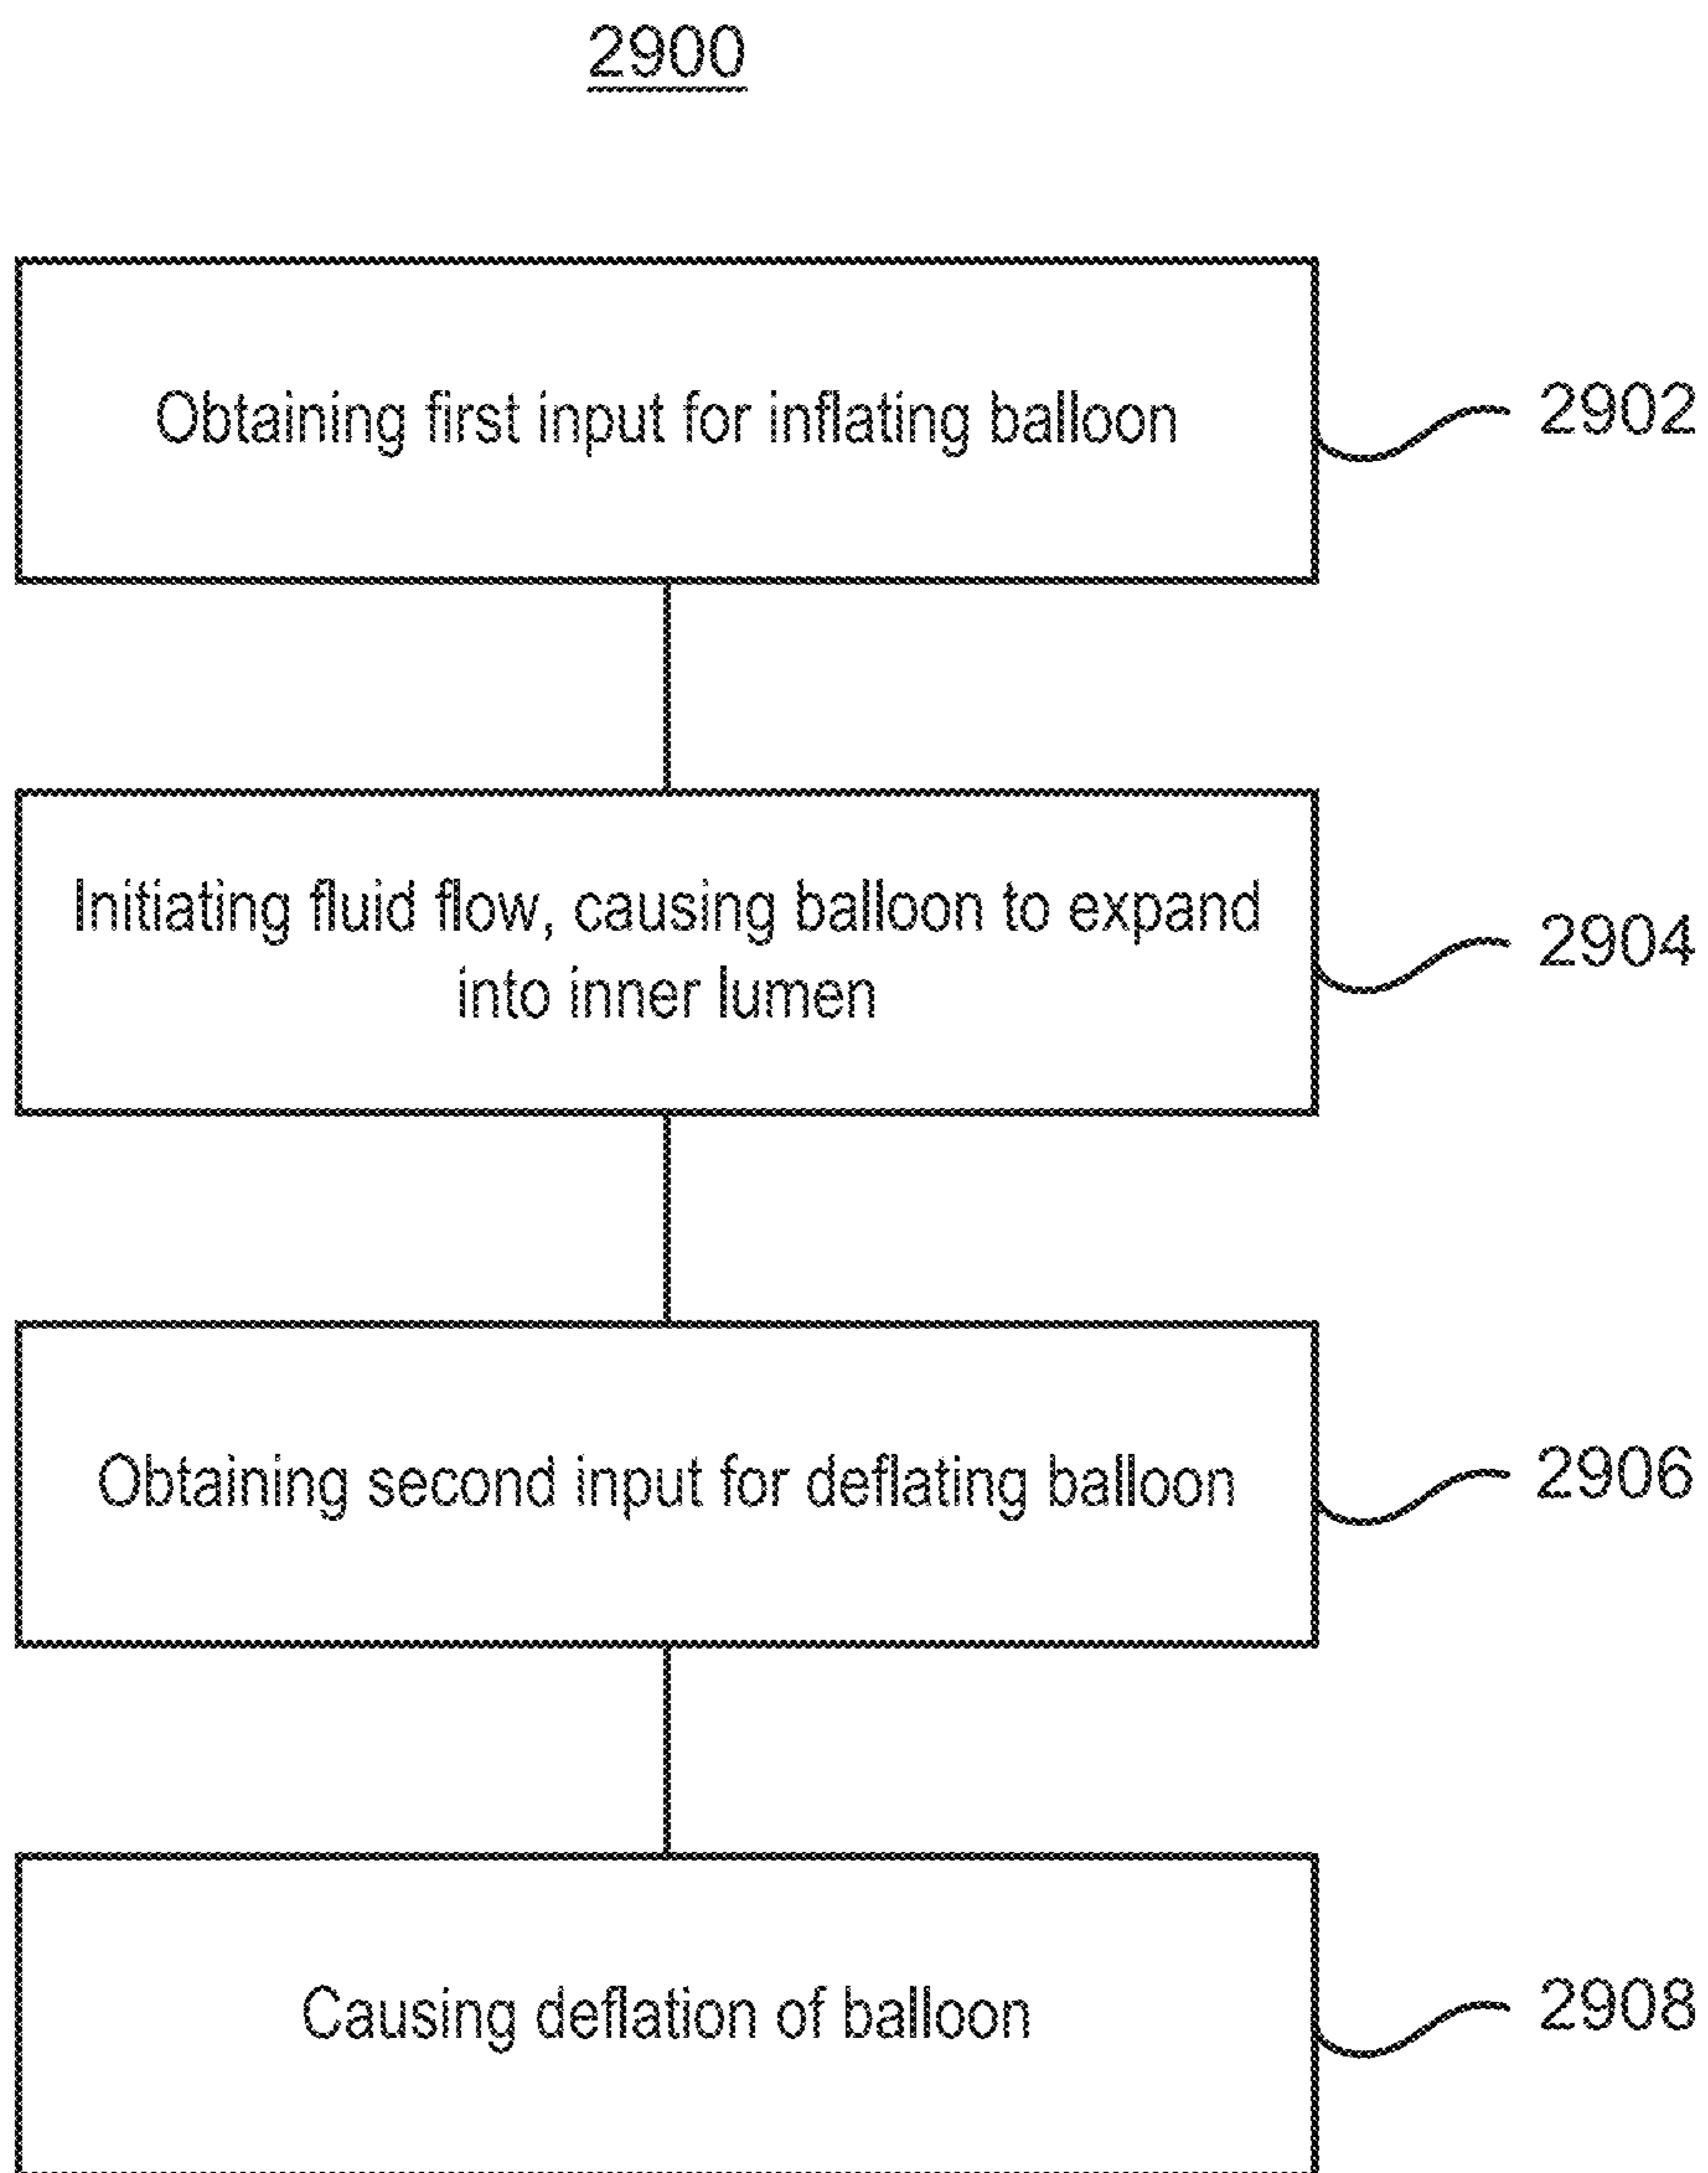 2900
Obtaining first input for inflating balloon
2902
Initiating fluid flow, causing balloon to expand
into inner lumen
2904
Obtaining second input for deflating balloon
2906
Causing deflation of balloon
2908